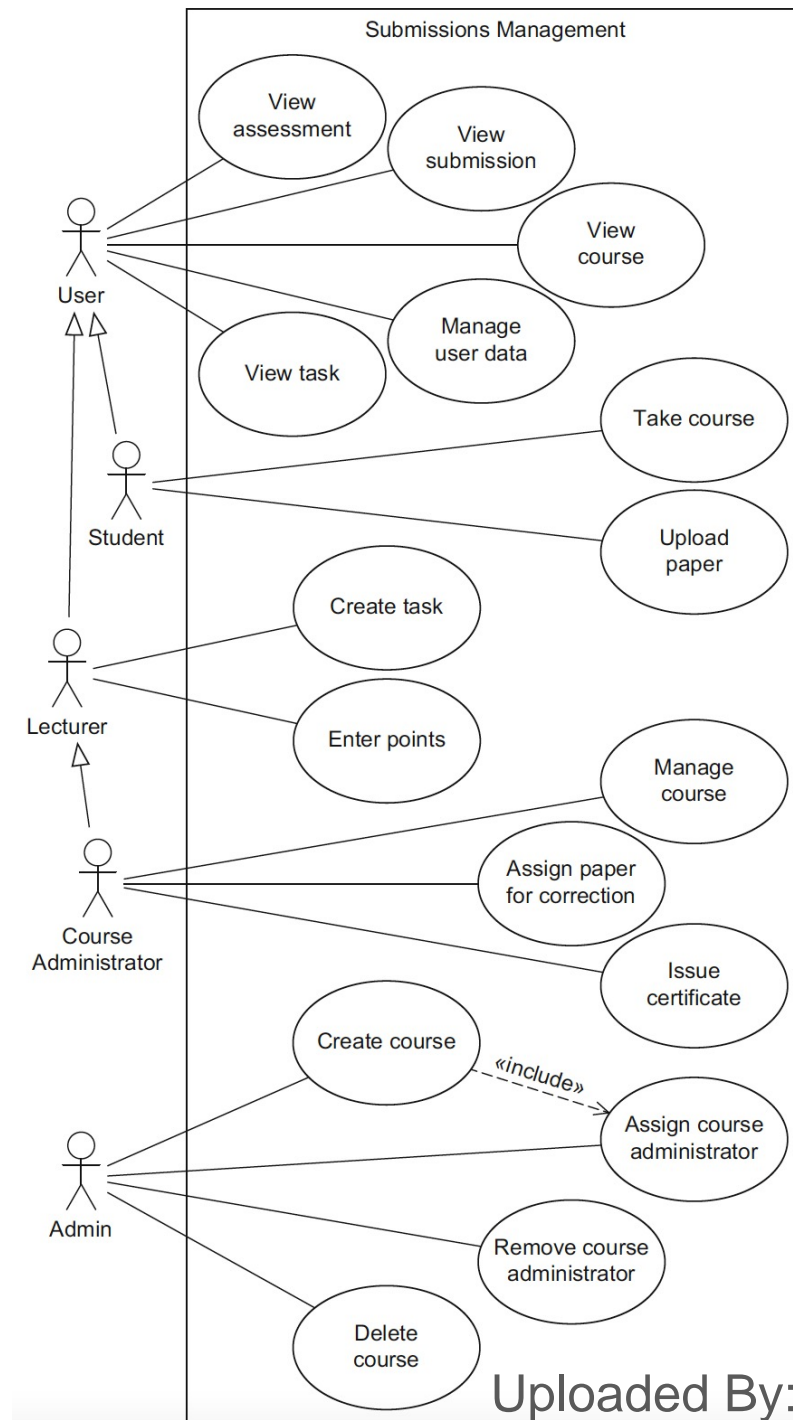 Submissions Management
View
assessment
View
submission
View
course
User
Manage
user data
View task
Take course
Student
Upload
paper
Create task
Lecturer
Enter points
Manage
course
Assign paper
for correction
Course
Administrator
Issue
certificate
Create course
«include»
Assign course
administrator
Admin
Remove course
administrator
Delete
course
Uploaded By: